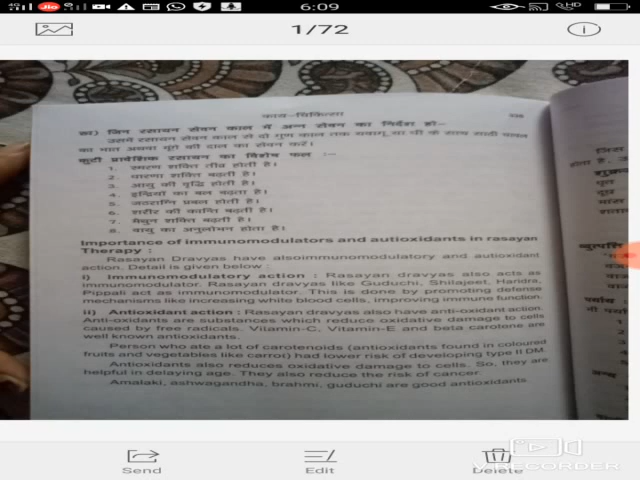 4G
Jio
4G
HD
6:09
1/72
काय-चिकित्सा
ख) जिन रसायन सेवन काल में अन्न सेवन का निर्देश हो-
उसमें रसायन सेवन काल से दो गुण काल तक यवागू या घी के साथ साठी चावल
का भात अथवा मूंग की दाल का सेवन करें।
कुटी प्रावेशिक रसायन का विशेष फल :-
1. स्मरण शक्ति तीव्र होती है।
2. धारणा शक्ति बढ़ती है।
3. आयु की वृद्धि होती है।
4. इन्द्रियों का बल बढ़ता है।
5. जठराग्नि प्रबल होती है।
6. शरीर की कान्ति बढ़ती है।
7. मैथुन शक्ति बढ़ती है।
8. वायु का अनुलोमन होता है।
Importance of immunomodulators and autioxidants in rasayan
Therapy :
Rasayan Dravyas have alsoimmunomodulatory and autioxidant
action. Detail is given below :
i) Immunomodulatory action : Rasayan dravyas also acts as
immunomodulator. Rasayan dravyas like Guduchi, Shilajeet, Haridra,
Pippali act as immunomodulator. This is done by promoting defense
mechanisms like increasing white blood cells, improving immune function.
ii) Antioxidant action : Rasayan dravyas also have anti-oxidant action.
Anti-oxidants are substances which reduce oxidative damage to cells
caused by free radicals. Vitamin-C, Vitamin-E and beta carotene are
well known antioxidants.
Person who ate a lot of carotenoids (antioxidants found in coloured
fruits and vegetables like carro() had lower risk of developing type II DM.
Antioxidants also reduces oxidative damage to cells. So, they are
helpful in delaying age. They also reduce the risk of cancer.
Amalaki, ashwagandha, brahmi, guduchi are good antioxidants.
जिस
होता है,
Send
Edit
Delete
V RECORDER